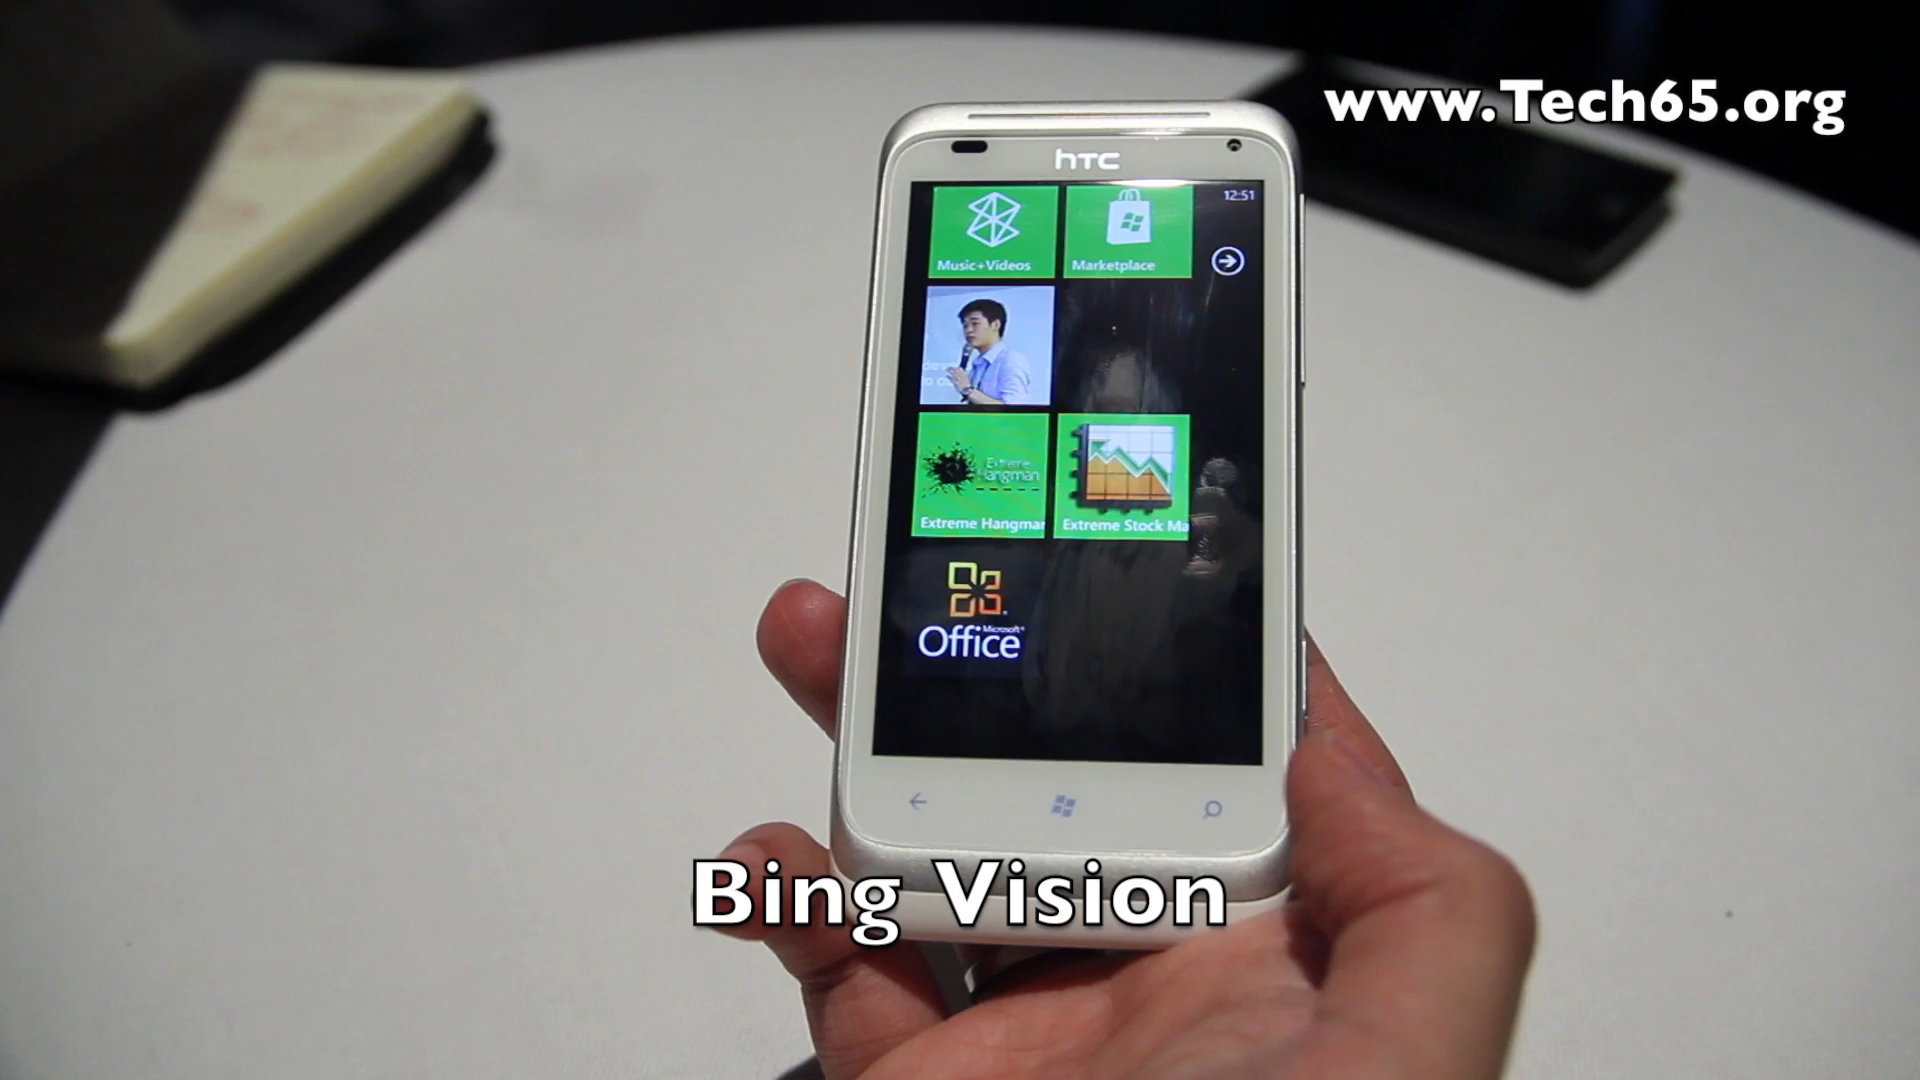 www.Tech65.org
hTC
12:51
Music+Videos
Marketplace
Extreme
Hangman
Extreme Hangman
Extreme Stock Ma
Microsoft®
Office
Bing Vision